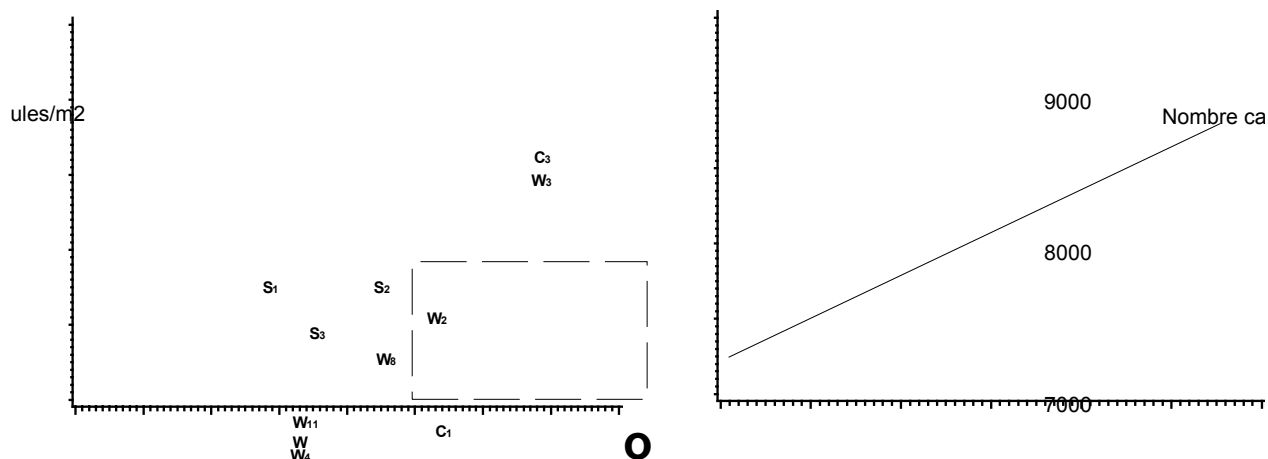 ules/m2
C3
W3
S1
S2
S3
W2
W8
W11
W
W4
C1
O
9000
Nombre ca
8000
7000